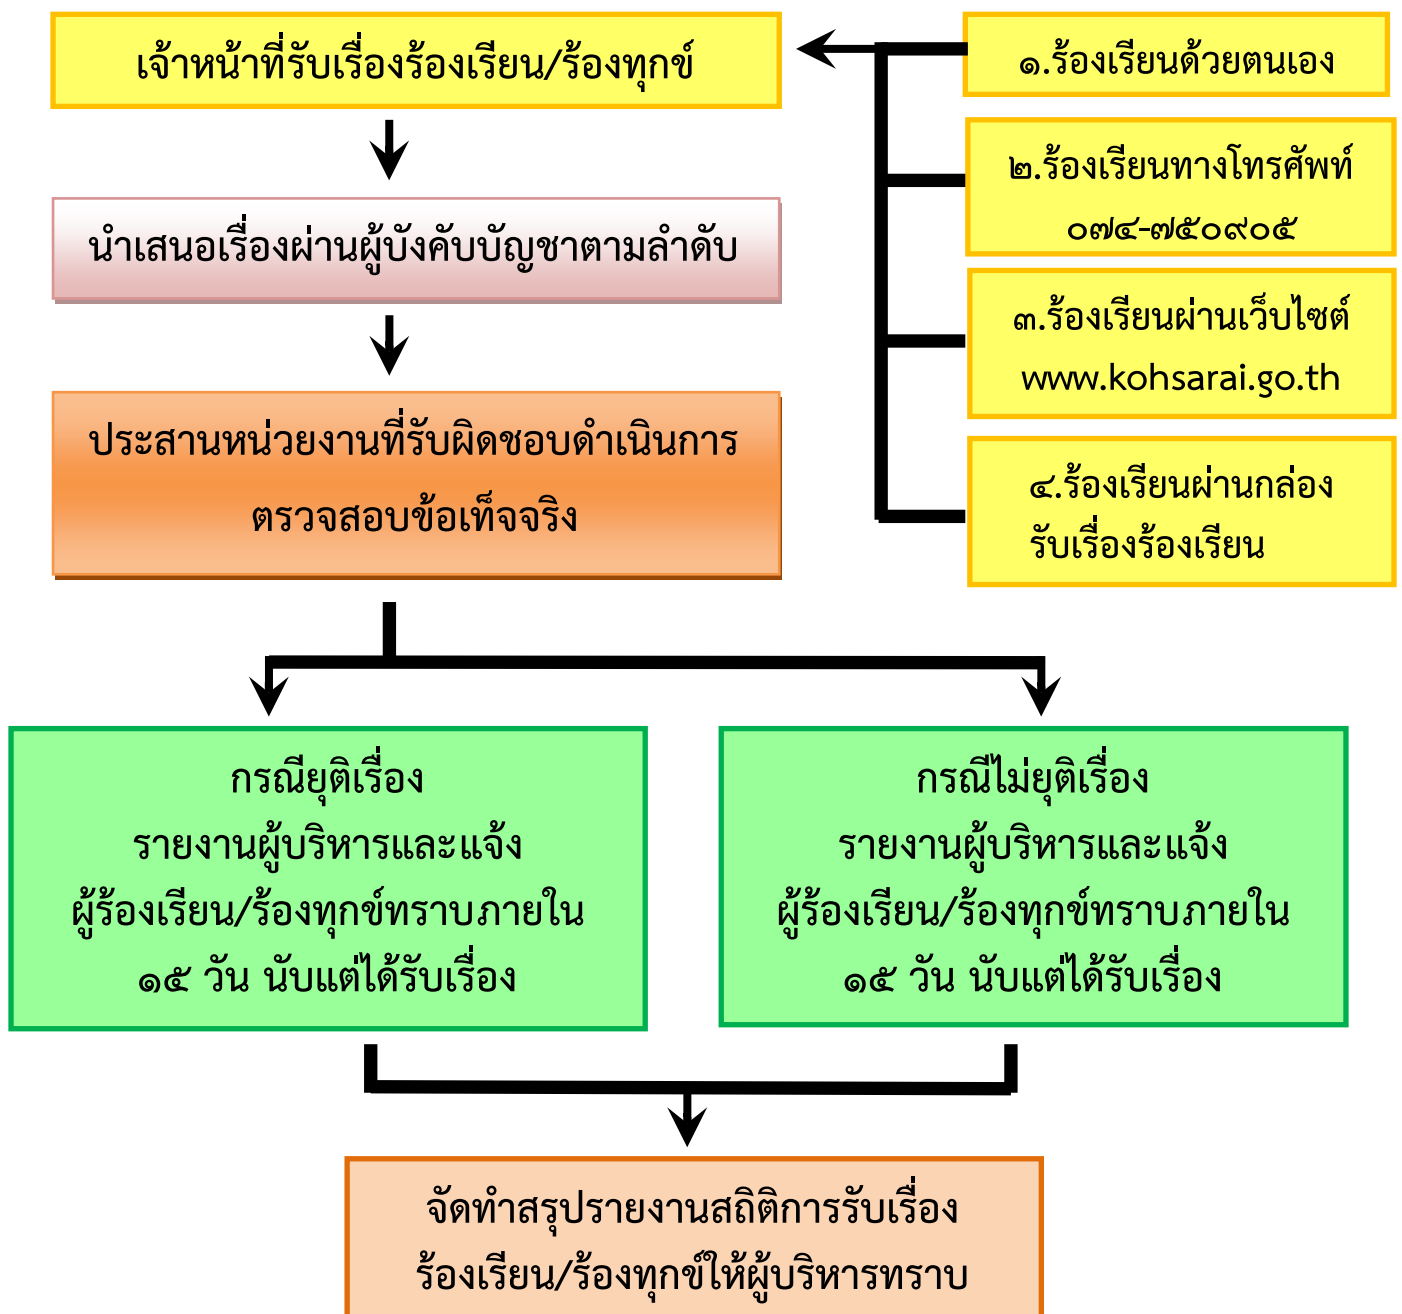 เจ้าหน้าที่รับเรื่องร้องเรียน/ร้องทุกข์
๑.ร้องเรียนด้วยตนเอง
๒.ร้องเรียนทางโทรศัพท์
๐๗๔-๗๕๐๙๐๕
๓.ร้องเรียนผ่านเว็บไซต์
www.kohsarai.go.th
๔.ร้องเรียนผ่านกล่อง
รับเรื่องร้องเรียน
นำเสนอเรื่องผ่านผู้บังคับบัญชาตามลำดับ
ประสานหน่วยงานที่รับผิดชอบดำเนินการ
ตรวจสอบข้อเท็จจริง
กรณียุติเรื่อง
รายงานผู้บริหารและแจ้ง
ผู้ร้องเรียน/ร้องทุกข์ทราบภายใน
๑๕ วัน นับแต่ได้รับเรื่อง
กรณีไม่ยุติเรื่อง
รายงานผู้บริหารและแจ้ง
ผู้ร้องเรียน/ร้องทุกข์ทราบภายใน
๑๕ วัน นับแต่ได้รับเรื่อง
จัดทำสรุปรายงานสถิติการรับเรื่อง
ร้องเรียน/ร้องทุกข์ให้ผู้บริหารทราบ